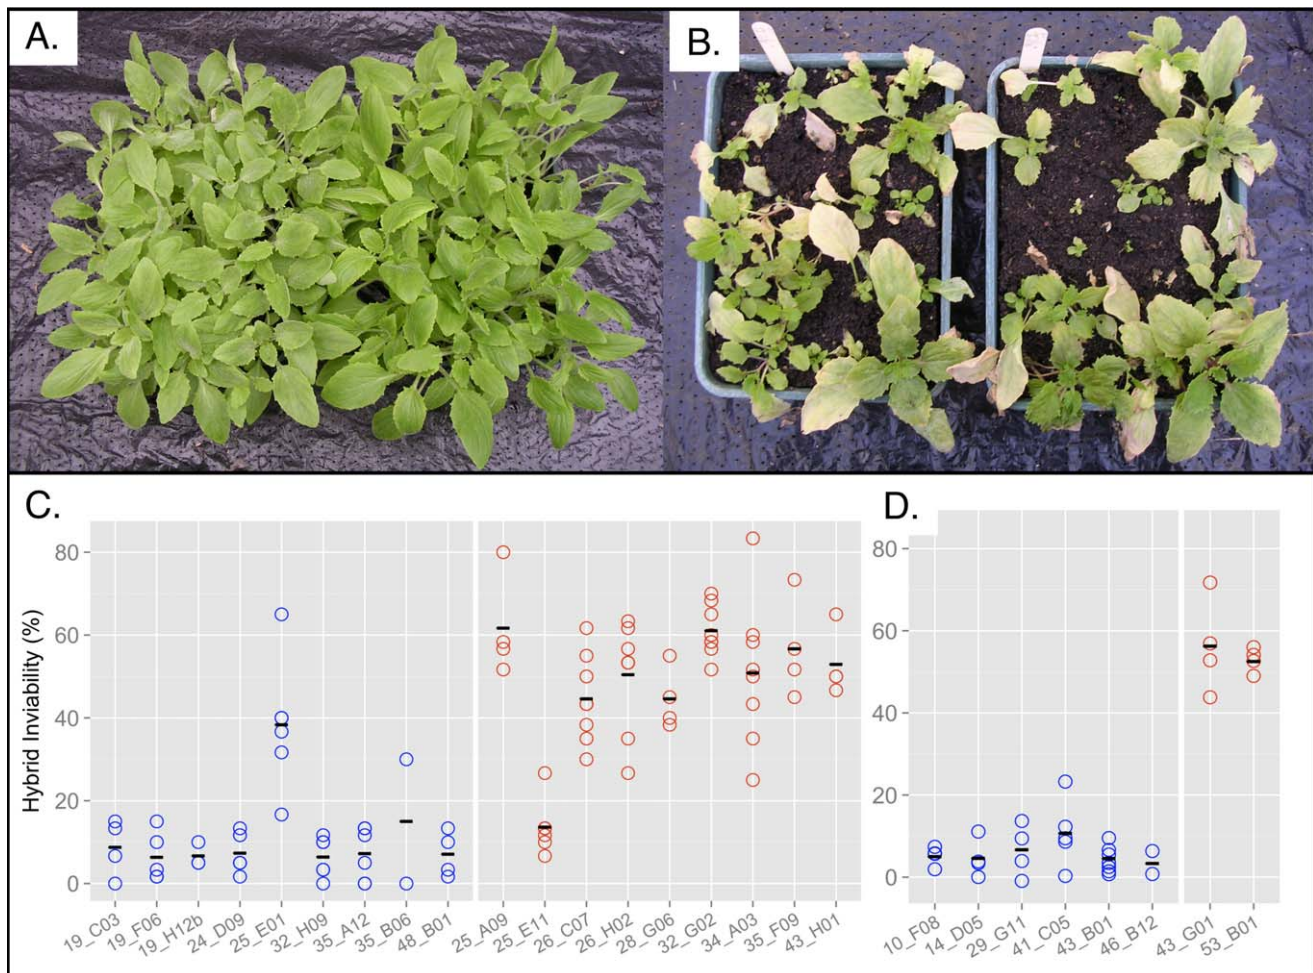 A.
B.
C.
D.
Hybrid Inviability (%)
80
60
40
20
0
19_C03
19_F06
19_H12b
24_D09
25_E01
32_H09
35_A12
35_B06
48_B01
25_A09
25_E11
26_C07
26_H02
28_G06
32_G02
34_A03
35_F09
43_H01
80
60
40
20
0
10_F08
14_D05
29_G11
41_C05
43_B01
46_B12
43_G01
53_B01